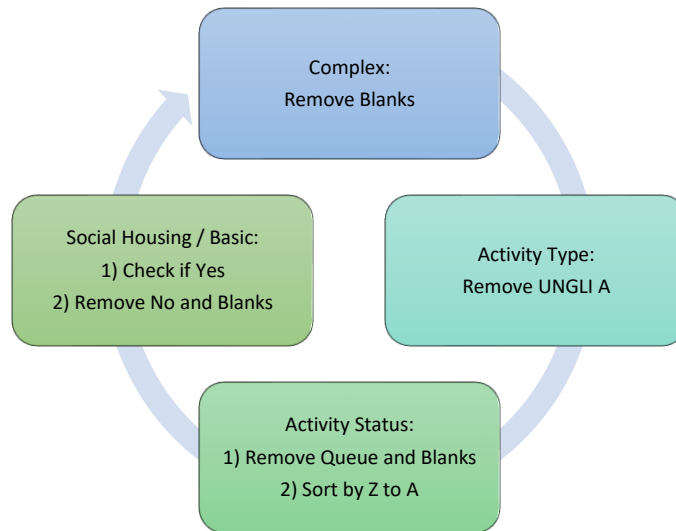 Complex:
Remove Blanks
Activity Type:
Remove UNGLI A
Activity Status:
1) Remove Queue and Blanks
2) Sort by Z to A
Social Housing / Basic:
1) Check if Yes
2) Remove No and Blanks